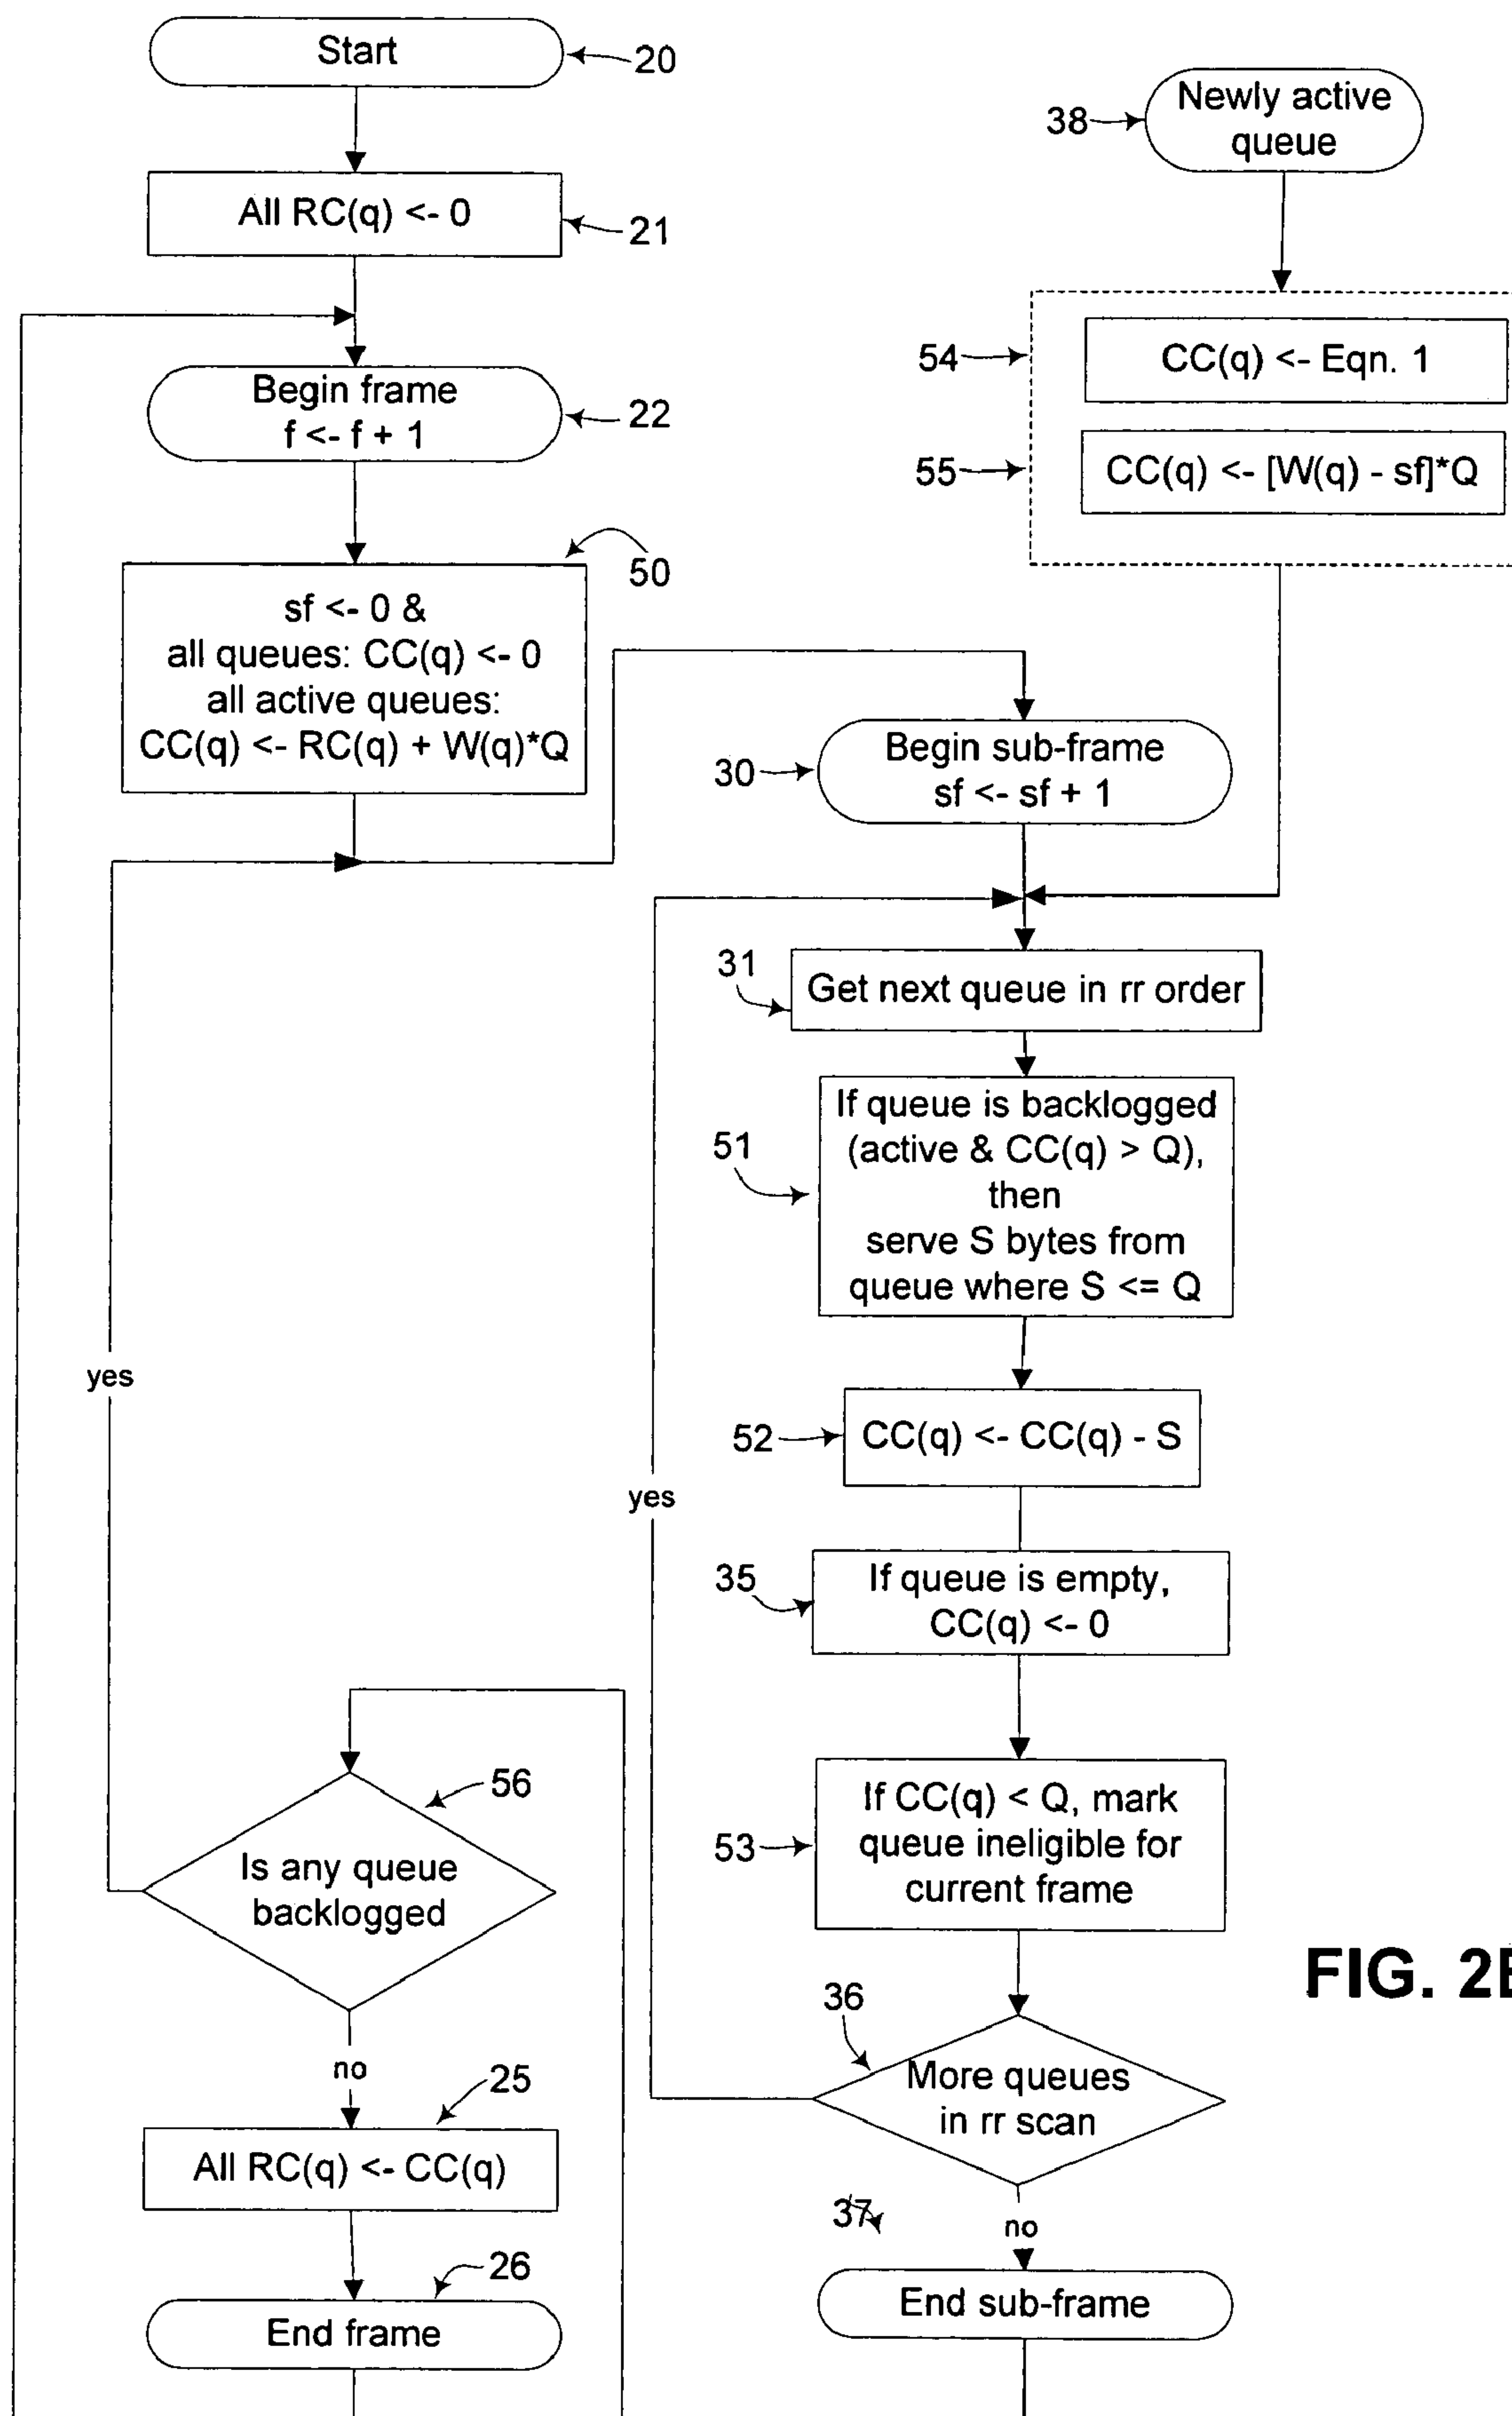 Start
20
All RC(q) <- 0
21
Begin frame
f <- f + 1
22
50
sf <- 0 &
all queues: CC(q) <- 0
all active queues:
CC(q) <- RC(q) + W(q)*Q
38
Newly active
queue
54
CC(q) <- Eqn. 1
55
CC(q) <- [W(q) - sf]*Q
30
Begin sub-frame
sf <- sf + 1
31
Get next queue in rr order
51
If queue is backlogged
(active & CC(q) > Q),
then
serve S bytes from
queue where S <= Q
52
CC(q) <- CC(q) - S
35
If queue is empty,
CC(q) <- 0
53
If CC(q) < Q, mark
queue ineligible for
current frame
36
More queues
in rr scan
yes
37
no
End sub-frame
56
Is any queue
backlogged
yes
no
25
All RC(q) <- CC(q)
26
End frame
FIG.